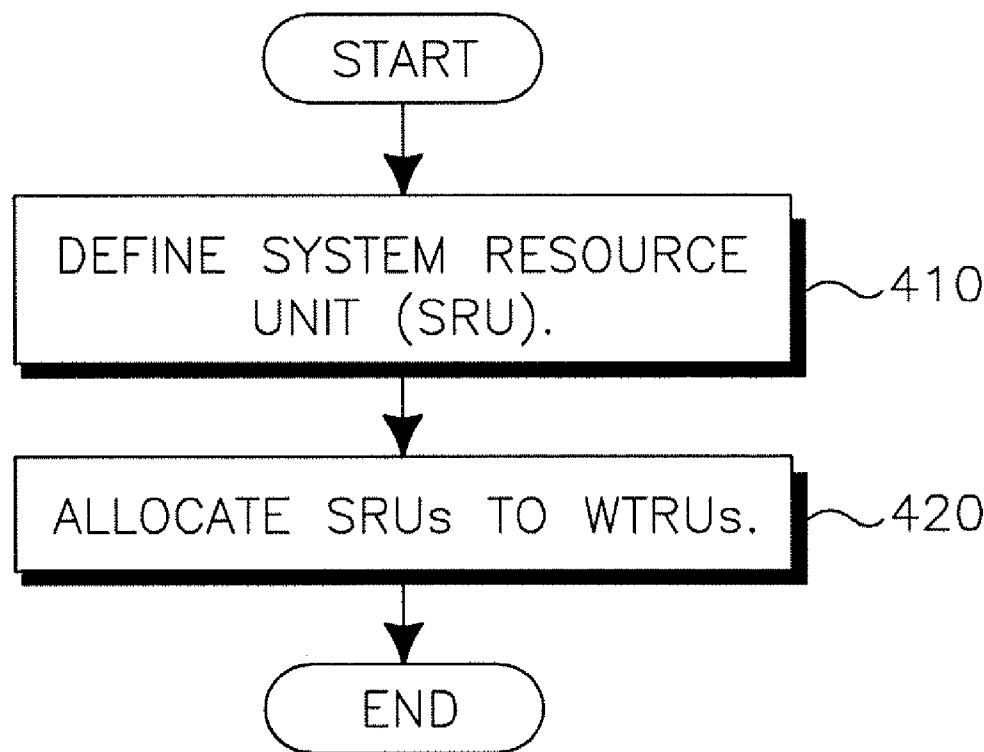 START
DEFINE SYSTEM RESOURCE
UNIT (SRU).
410
ALLOCATE SRUs TO WTRUs.
420
END